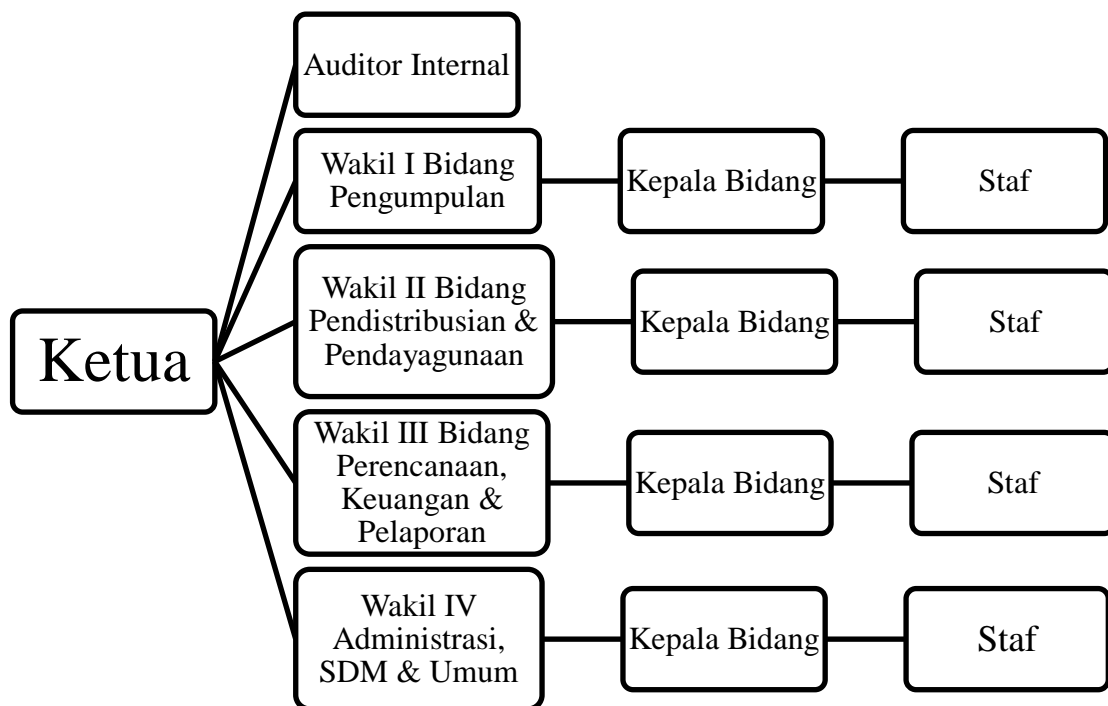 Auditor Internal
Wakil I Bidang
Pengumpulan
Kepala Bidang
Staf
Wakil II Bidang
Pendistribusian &
Pendayagunaan
Kepala Bidang
Staf
Ketua
Wakil III Bidang
Perencanaan,
Keuangan &
Pelaporan
Kepala Bidang
Staf
Wakil IV
Administrasi,
SDM & Umum
Kepala Bidang
Staf